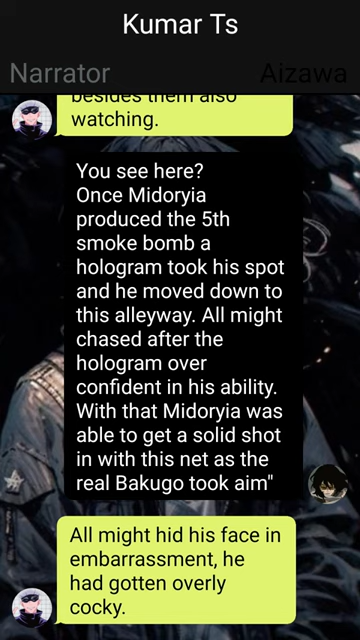 Kumar Ts
Narrator Aizawa
besides them also
watching.
You see here?
Once Midoryia
produced the 5th
smoke bomb a
hologram took his spot
and he moved down to
this alleyway. All might
chased after the
hologram over
confident in his ability.
With that Midoryia was
able to get a solid shot
in with this net as the
real Bakugo took aim"
All might hid his face in
embarrassment, he
had gotten overly
cocky.